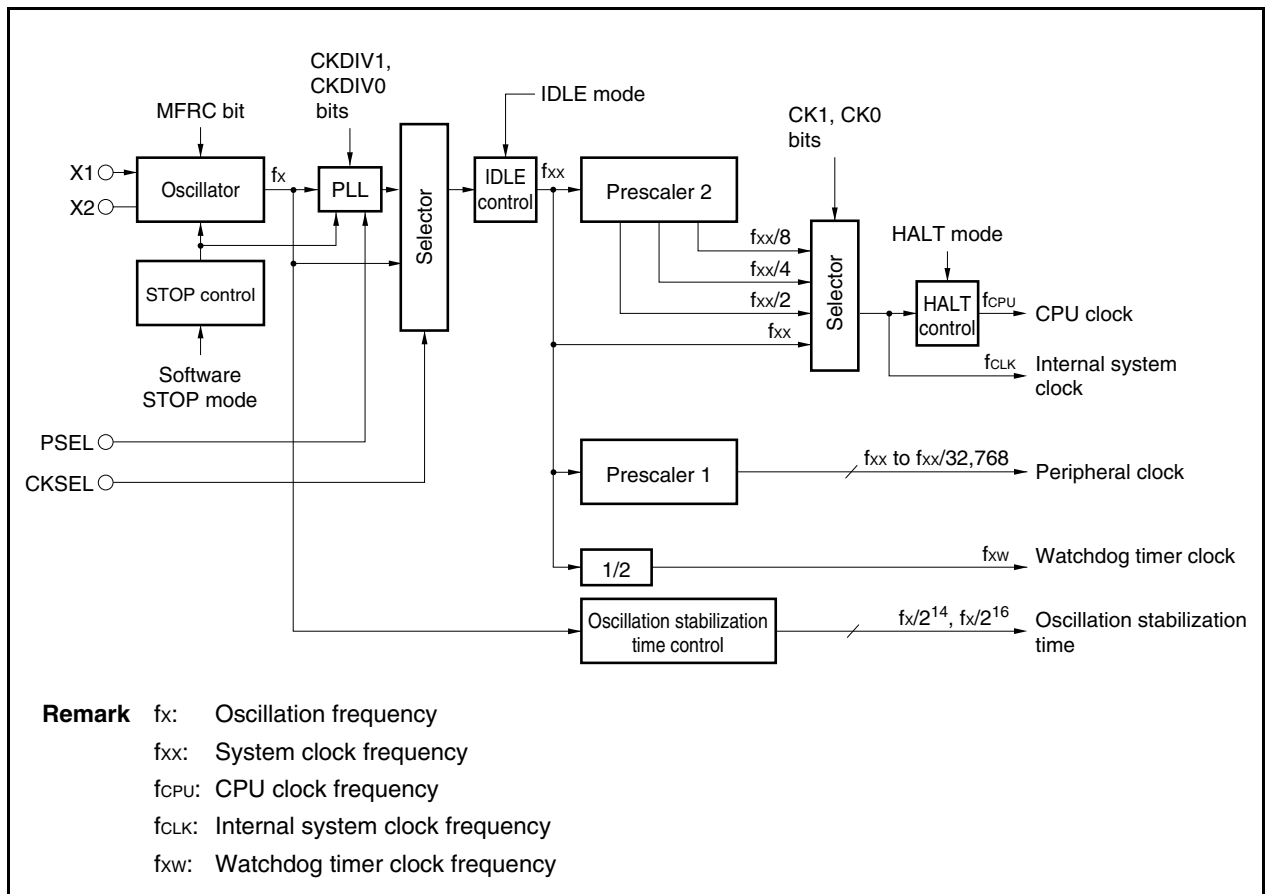 CKDIV1,
CKDIV0
bits
MFRC bit
IDLE mode
CK1, CK0
bits
X1
X2
Oscillator
fX
PLL
Selector
IDLE
control
fXX
Prescaler 2
fXX/8
fXX/4
fXX/2
fXX
Selector
HALT mode
HALT
control
fCPU
CPU clock
fCLK
Internal system
clock
STOP control
Software
STOP mode
PSEL
CKSEL
Prescaler 1
fXX to fXX/32,768
Peripheral clock
1/2
fXW
Watchdog timer clock
Oscillation stabilization
time control
fX/2^14, fX/2^16
Oscillation stabilization
time
Remark fX: Oscillation frequency
fXX: System clock frequency
fCPU: CPU clock frequency
fCLK: Internal system clock frequency
fXW: Watchdog timer clock frequency